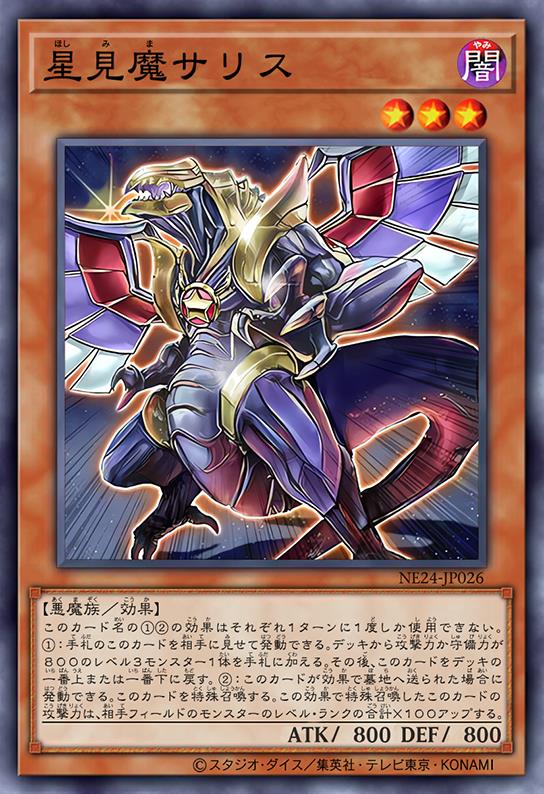 星見魔サリス
闇
【悪魔族／効果】
このカード名の①②の効果はそれぞれ１ターンに１度しか使用できない。
①：手札のこのカードを相手に見せて発動できる。デッキから攻撃力か守備力が
８００のレベル３モンスター１体を手札に加える。その後、このカードをデッキの
一番上または一番下に戻す。②：このカードが効果で墓地へ送られた場合に
発動できる。このカードを特殊召喚する。この効果で特殊召喚したこのカードの
攻撃力は、相手フィールドのモンスターのレベル・ランクの合計×１００アップする。
ATK/ 800 DEF/ 800
NE24-JP026
©スタジオ・ダイス／集英社・テレビ東京・KONAMI